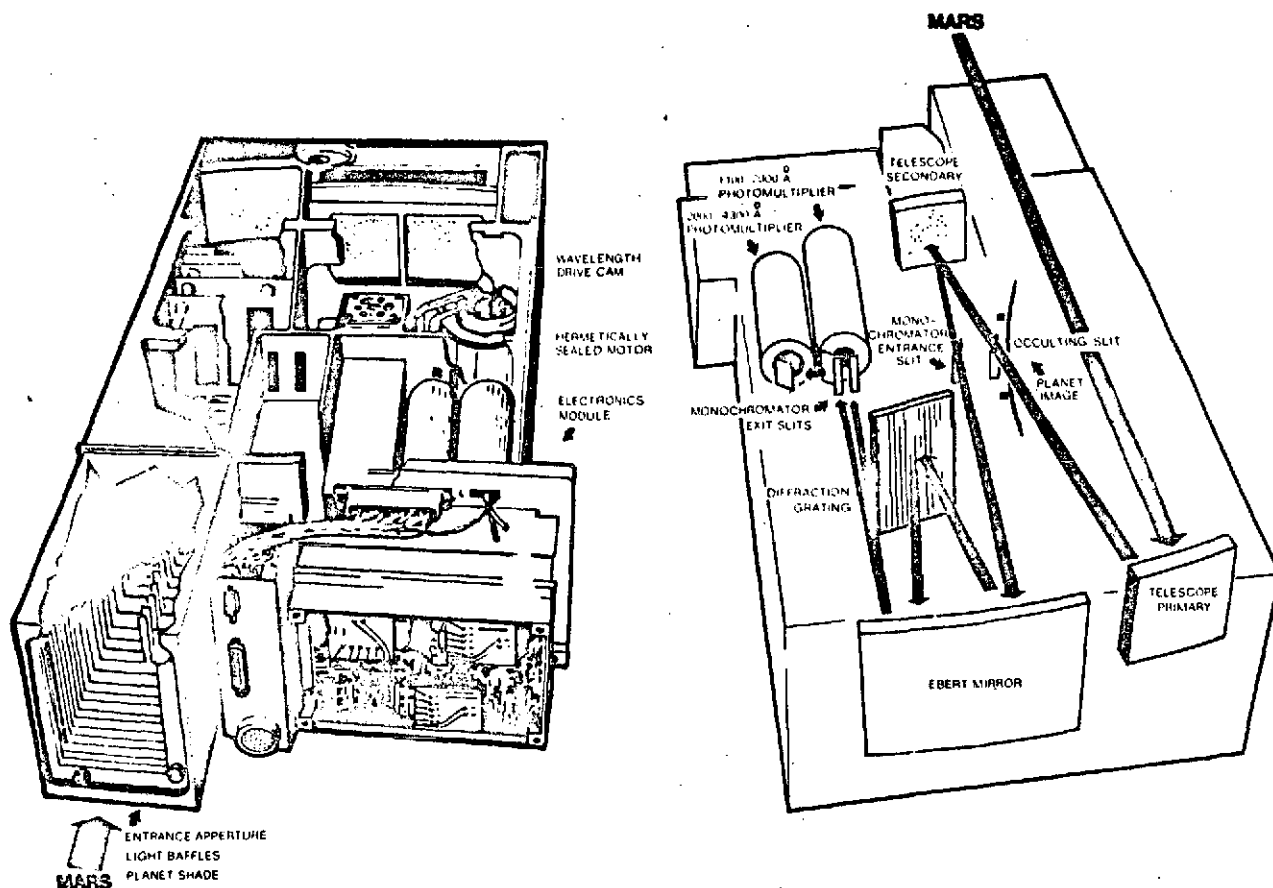 WAVELENGTH
DRIVE CAM
HERMETICALLY
SEALED MOTOR
ELECTRONICS
MODULE
ENTRANCE APPERTURE
LIGHT BAFFLES
PLANET SHADE
MARS
MARS
TELESCOPE
SECONDARY
PHOTOMULTIPLIER
PHOTOMULTIPLIER
MONO-
CHROMATOR
ENTRANCE
SLIT
OCCULTING SLIT
PLANET
IMAGE
MONOCHROMATOR
EXIT SLITS
DIFFRACTION
GRATING
TELESCOPE
PRIMARY
EBERT MIRROR